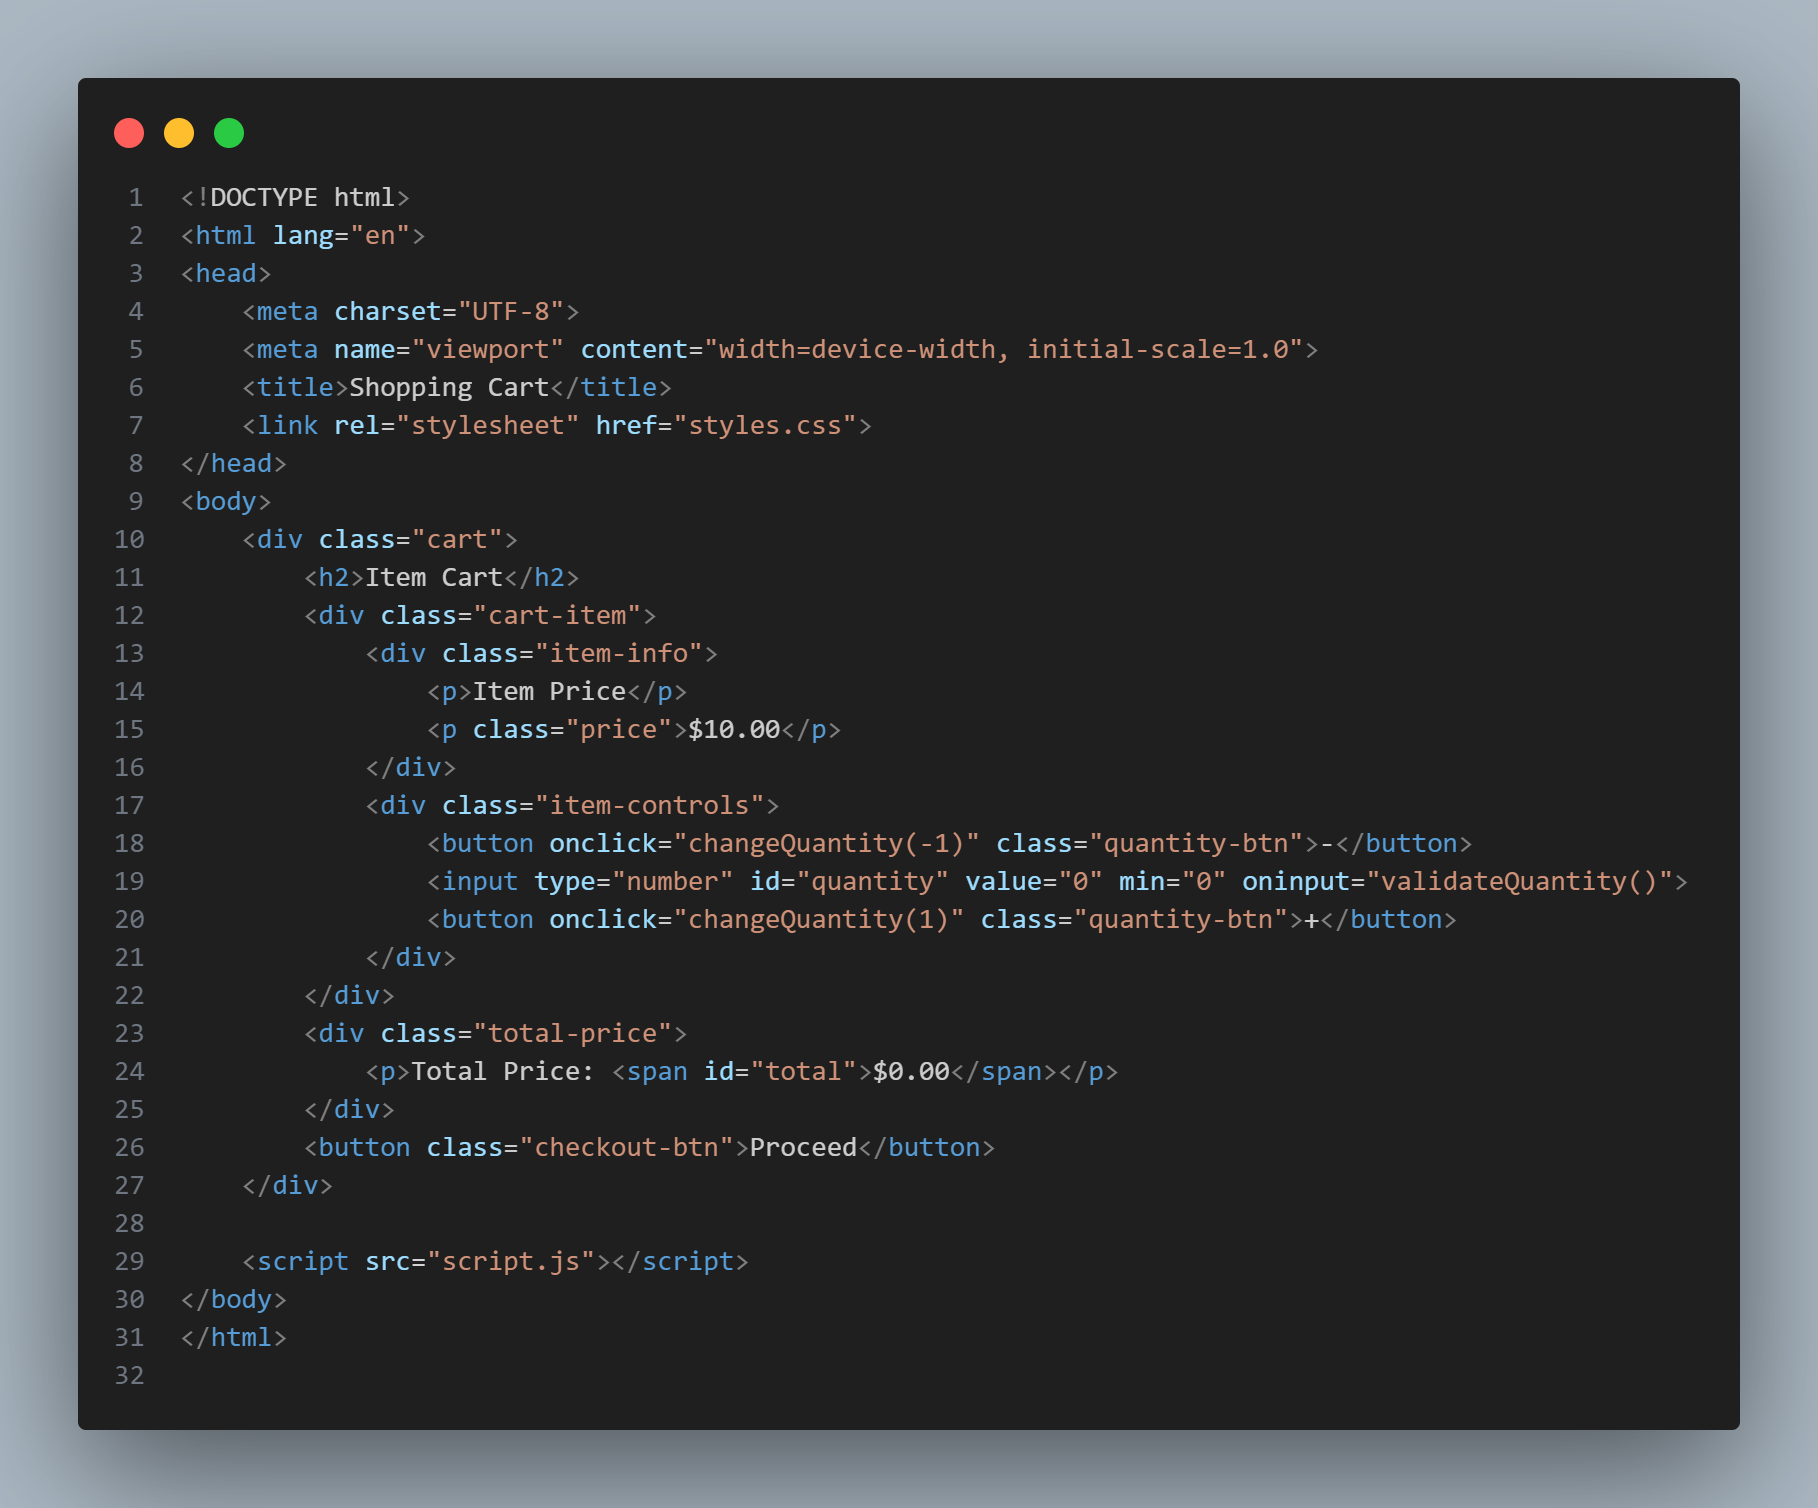 1 <!DOCTYPE html>
2 <html lang="en">
3 <head>
4     <meta charset="UTF-8">
5     <meta name="viewport" content="width=device-width, initial-scale=1.0">
6     <title>Shopping Cart</title>
7     <link rel="stylesheet" href="styles.css">
8 </head>
9 <body>
10     <div class="cart">
11         <h2>Item Cart</h2>
12         <div class="cart-item">
13             <div class="item-info">
14                 <p>Item Price</p>
15                 <p class="price">$10.00</p>
16             </div>
17             <div class="item-controls">
18                 <button onclick="changeQuantity(-1)" class="quantity-btn">-</button>
19                 <input type="number" id="quantity" value="0" min="0" oninput="validateQuantity()">
20                 <button onclick="changeQuantity(1)" class="quantity-btn">+</button>
21             </div>
22         </div>
23         <div class="total-price">
24             <p>Total Price: <span id="total">$0.00</span></p>
25         </div>
26         <button class="checkout-btn">Proceed</button>
27     </div>
28
29     <script src="script.js"></script>
30 </body>
31 </html>
32